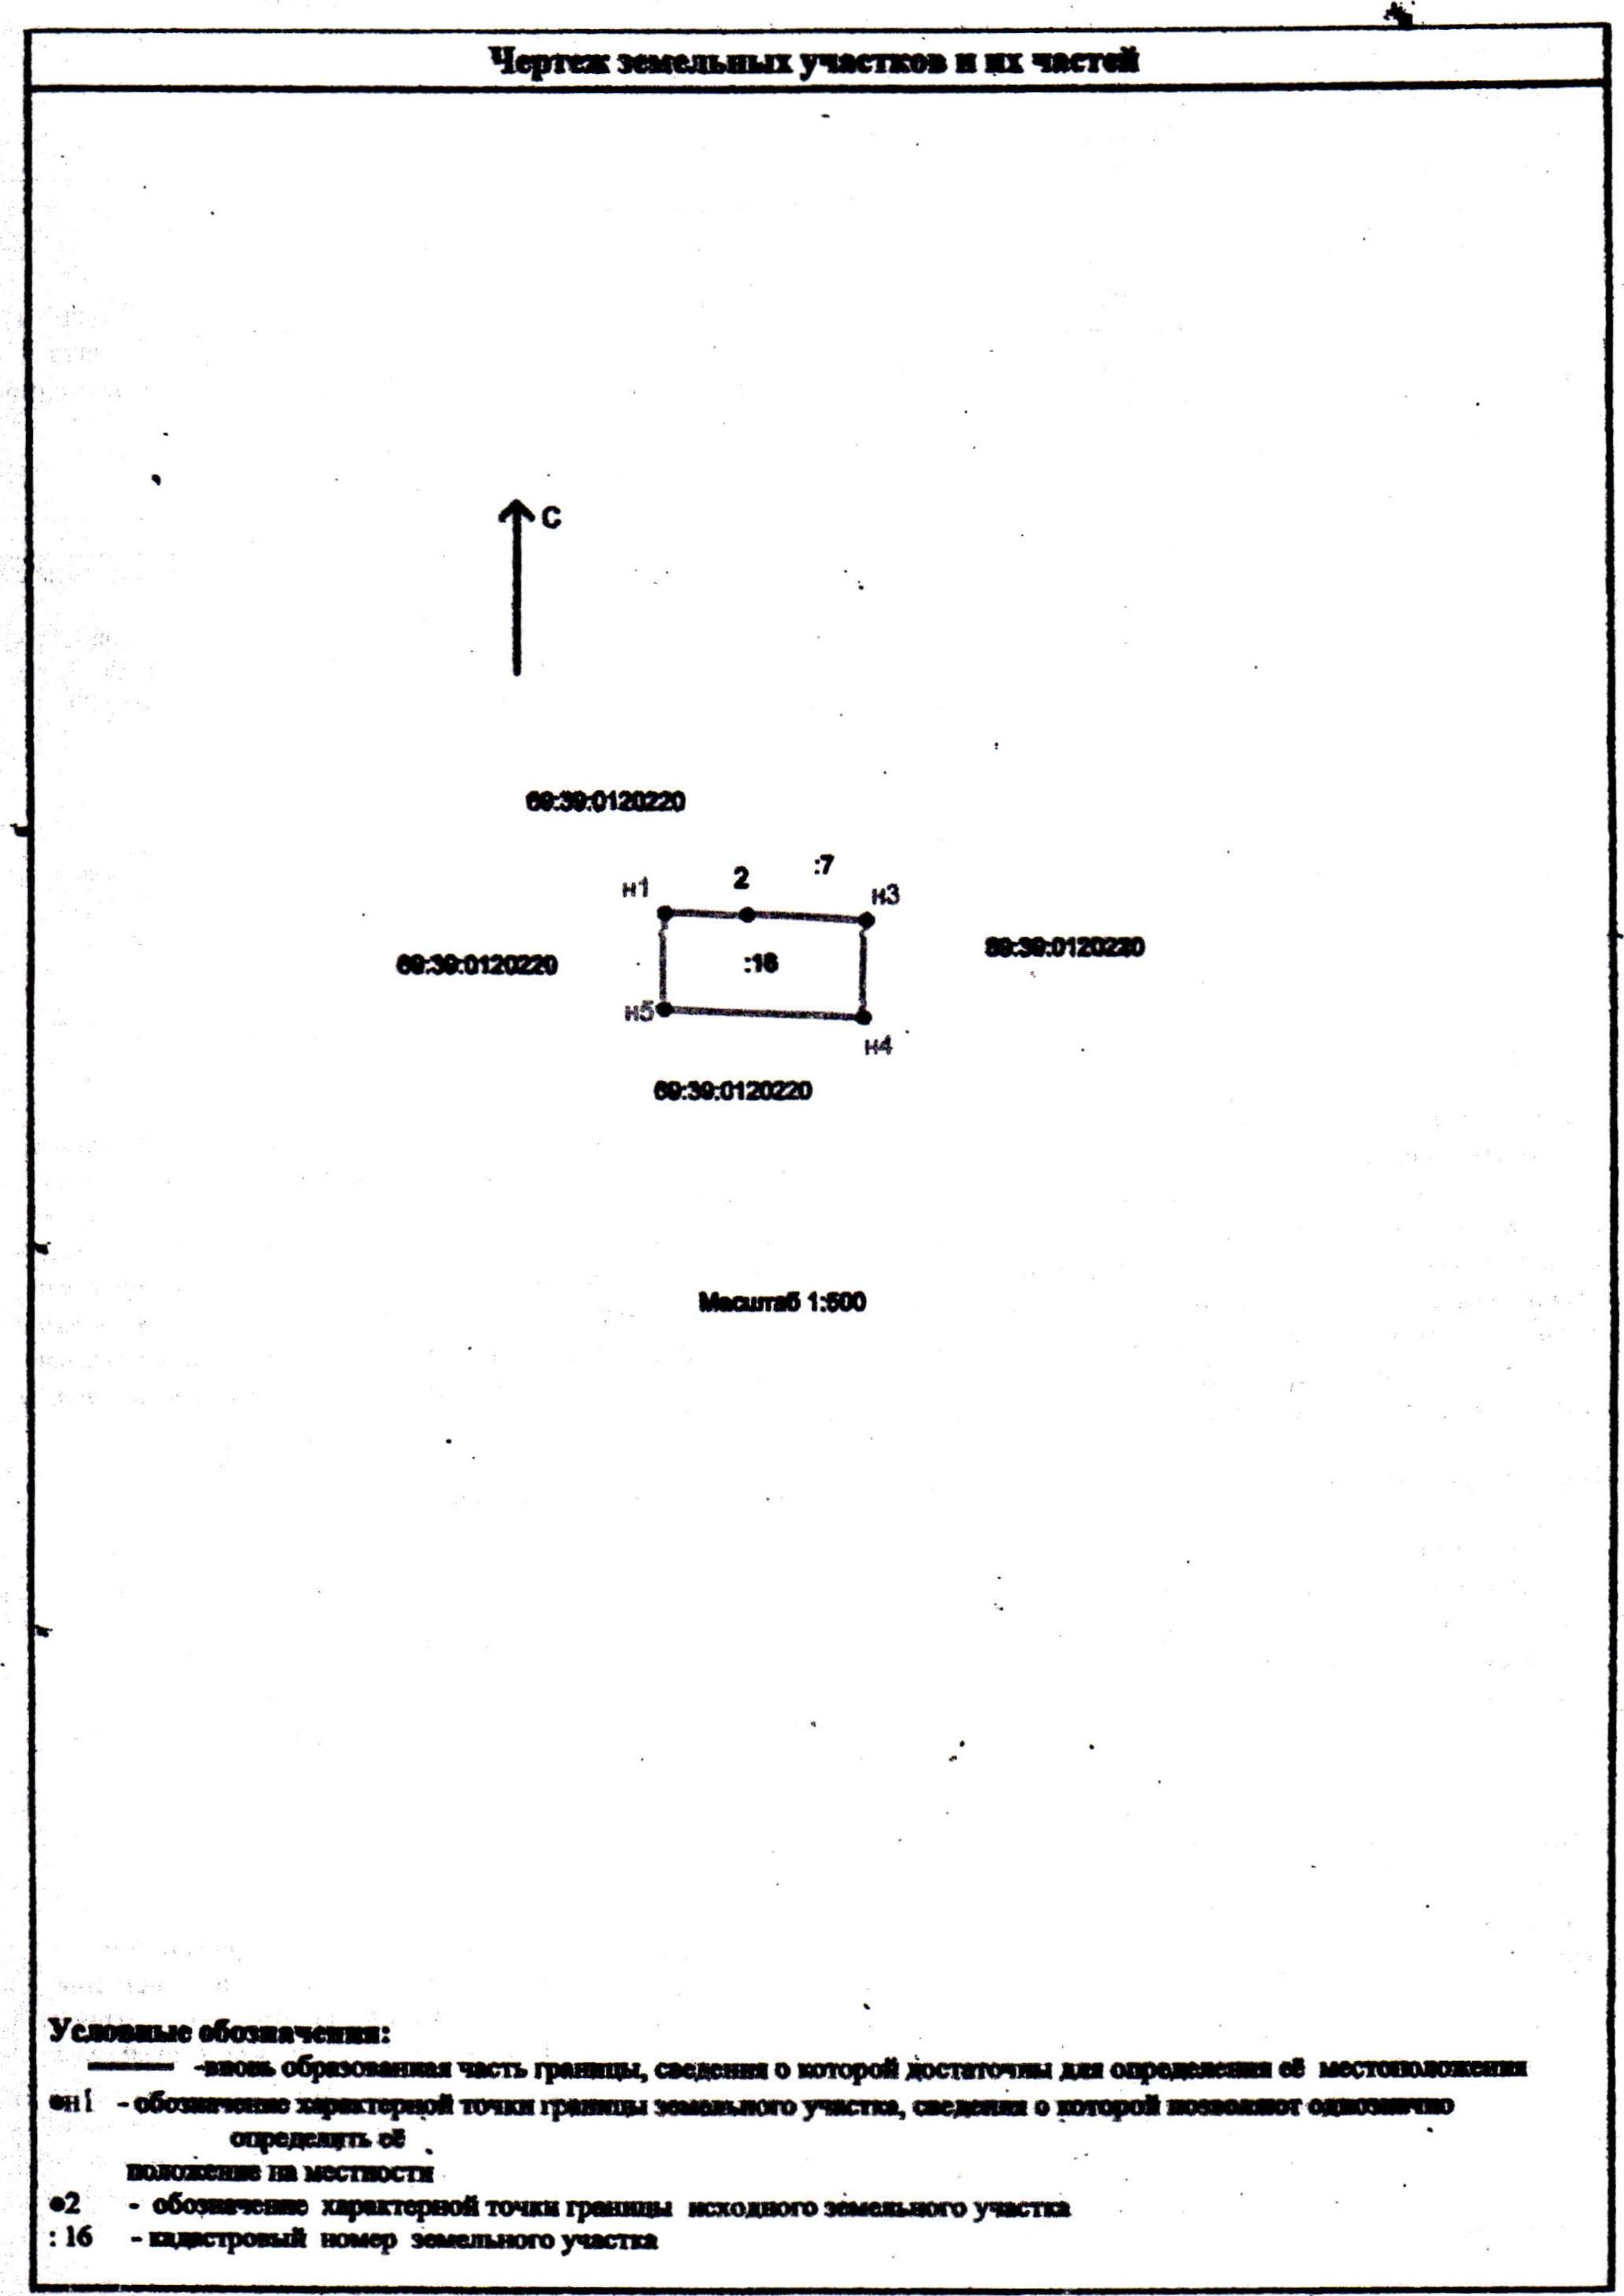 Чертеж земельных участков и их частей
С
69:39:0120220
:7
2
н1
н3
69:39:0120220
69:39:0120220
:16
н5
н4
69:39:0120220
Масштаб 1:500
Условные обозначения:
-вновь образованная часть границы, сведения о которой достаточны для определения её местоположения
н1 - обозначение характерной точки границы земельного участка, сведения о которой позволяют однозначно
определить её
положение на местности
2 - обозначение характерной точки границы исходного земельного участка
: 16 - кадастровый номер земельного участка